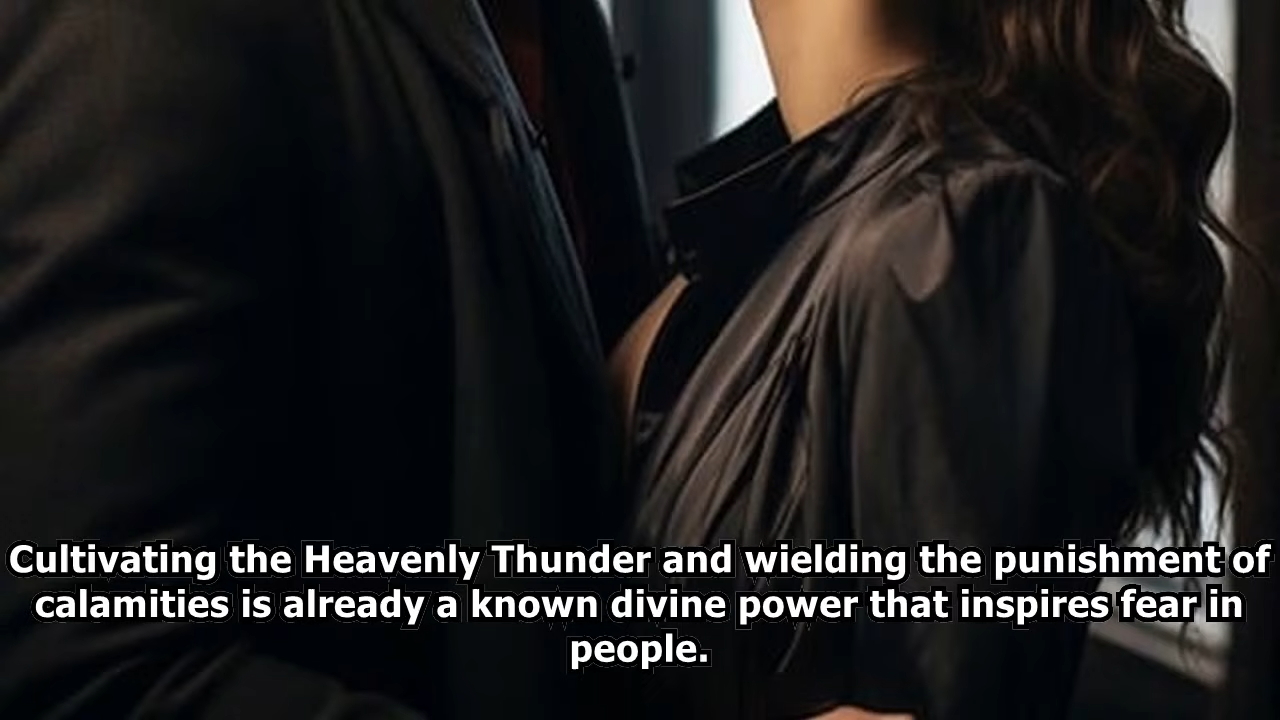 Cultivating the Heavenly Thunder and wielding the punishment of
calamities is already a known divine power that inspires fear in
people.